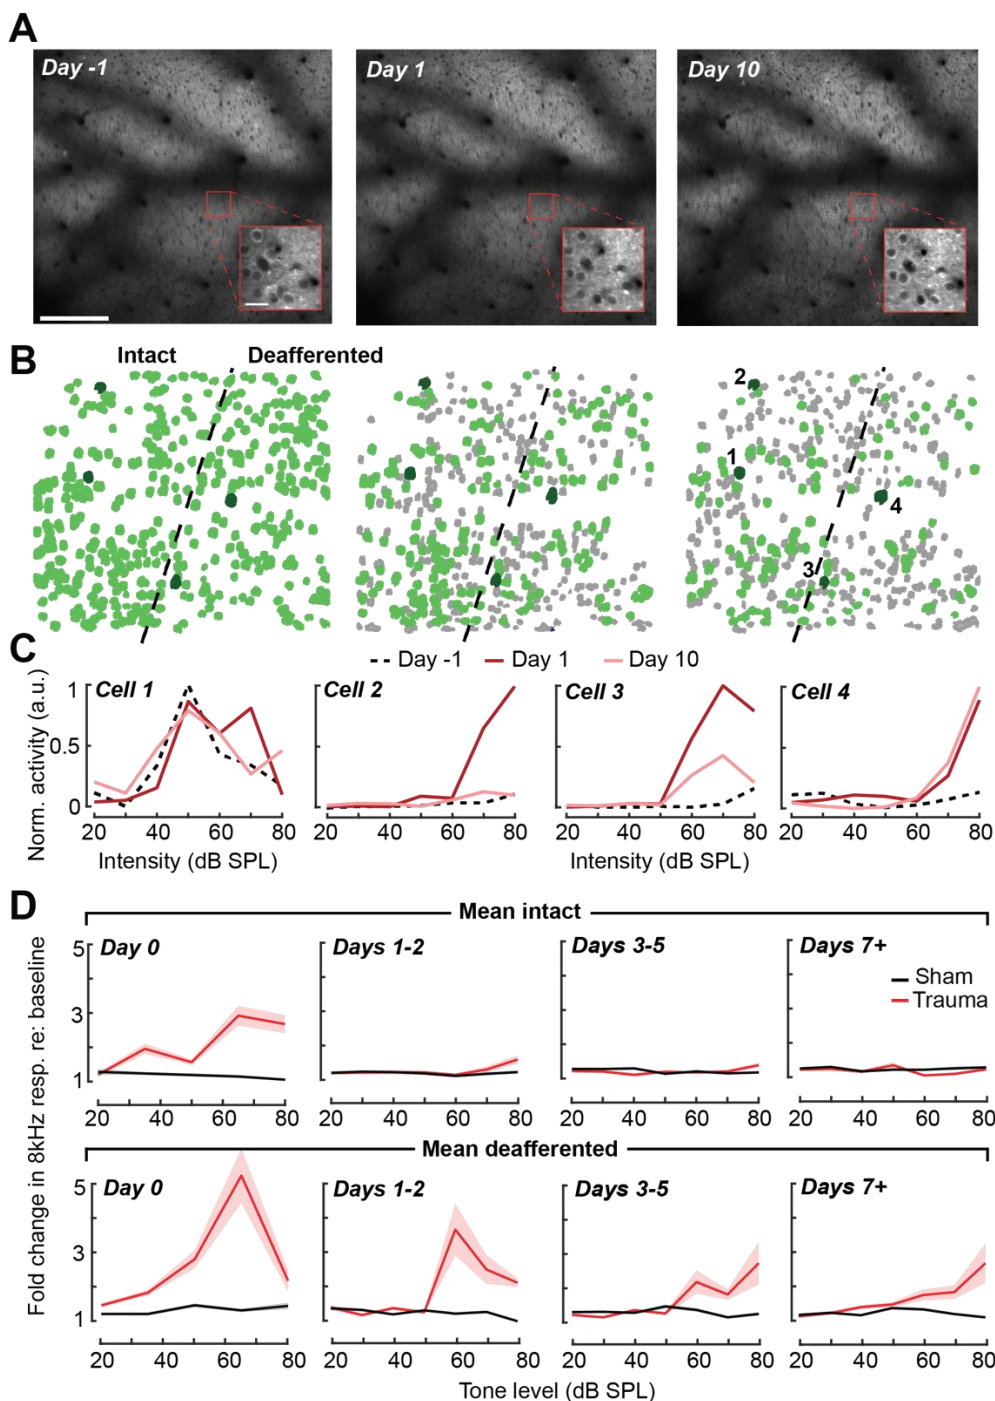 A
Day -1
Day 1
Day 10
B
Intact
Deafferented
2
1
4
3
C
Day -1
Day 1
Day 10
Norm. activity (a.u.)
1
0.5
0
Cell 1
Cell 2
Cell 3
Cell 4
20 40 60 80
20 40 60 80
20 40 60 80
20 40 60 80
Intensity (dB SPL)
Intensity (dB SPL)
D
Mean intact
Fold change in 8kHz resp. re: baseline
5
3
1
Day 0
Days 1-2
Days 3-5
Days 7+
Sham
Trauma
20 40 60 80
20 40 60 80
20 40 60 80
20 40 60 80
Mean deafferented
5
3
1
Day 0
Days 1-2
Days 3-5
Days 7+
20 40 60 80
20 40 60 80
20 40 60 80
20 40 60 80
Tone level (dB SPL)